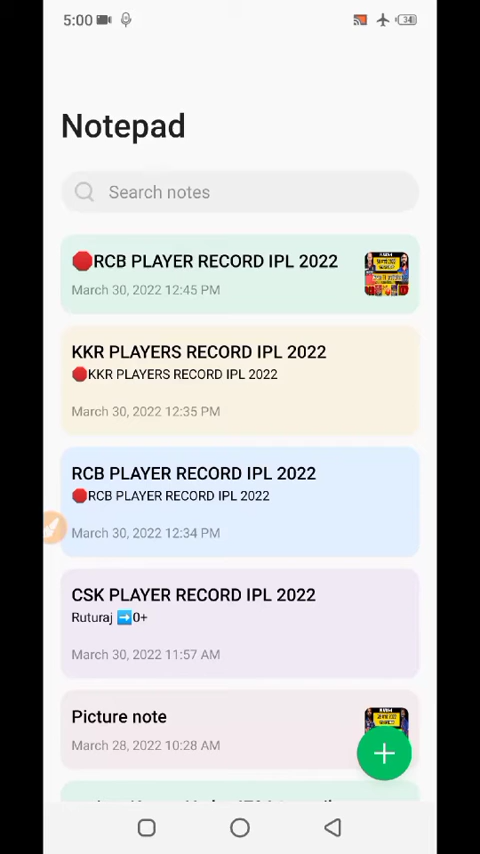 5:00
34
Notepad
Search notes
🛑RCB PLAYER RECORD IPL 2022
March 30, 2022 12:45 PM
KKR PLAYERS RECORD IPL 2022
🛑KKR PLAYERS RECORD IPL 2022
March 30, 2022 12:35 PM
RCB PLAYER RECORD IPL 2022
🛑RCB PLAYER RECORD IPL 2022
March 30, 2022 12:34 PM
CSK PLAYER RECORD IPL 2022
Ruturaj ➡️0+
March 30, 2022 11:57 AM
Picture note
March 28, 2022 10:28 AM